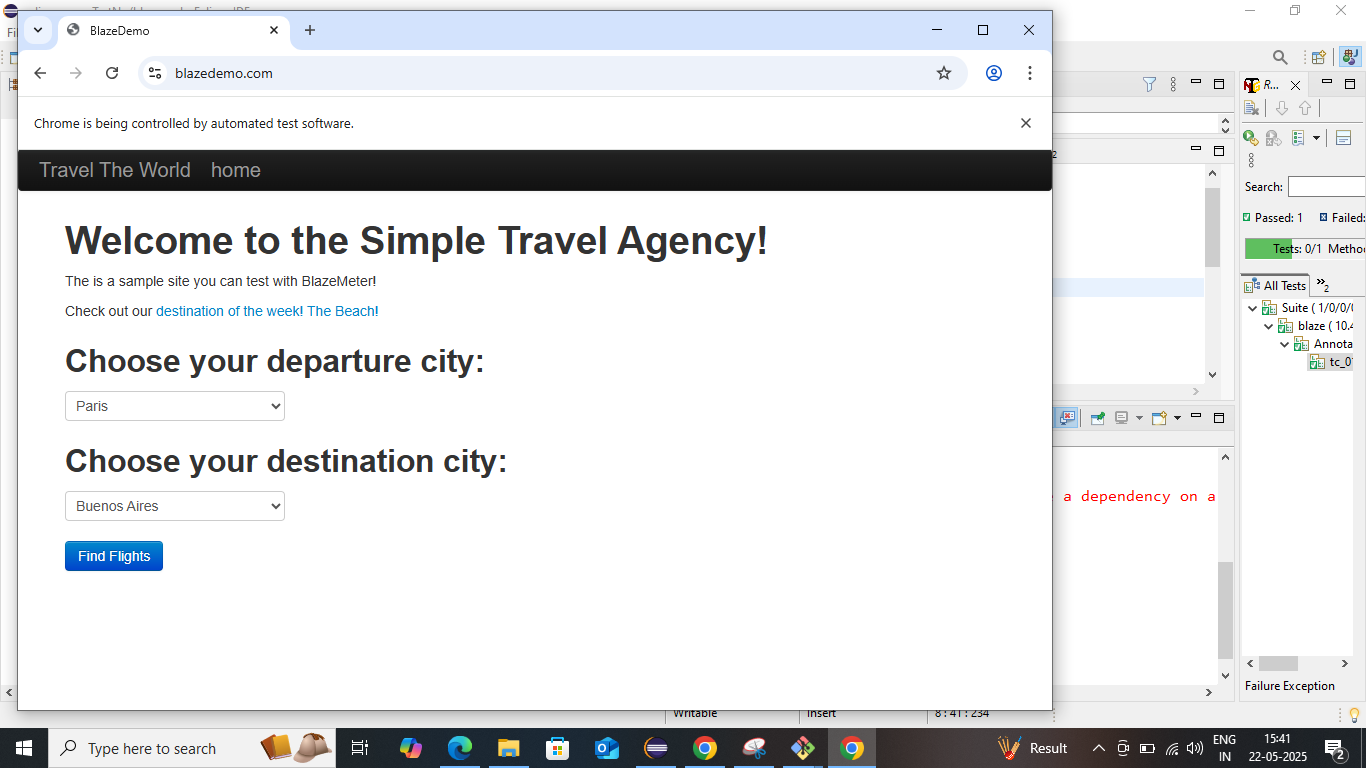 BlazeDemo
blazedemo.com
Chrome is being controlled by automated test software.
Travel The World home
Welcome to the Simple Travel Agency!
The is a sample site you can test with BlazeMeter!
Check out our destination of the week! The Beach!
Choose your departure city:
Paris
Choose your destination city:
Buenos Aires
Find Flights
R...
Search:
Passed: 1 Failed:
Tests: 0/1 Metho
All Tests »2
Suite ( 1/0/0/
blaze ( 10.4
Annota
tc_0
a dependency on a
Failure Exception
Writable Insert 8 : 41 : 234
Type here to search
Result
ENG
IN
15:41
22-05-2025
2